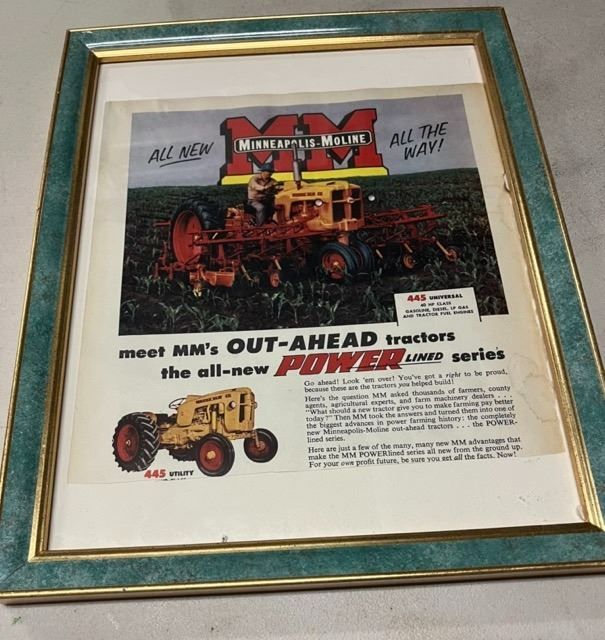 ALL NEW
MM
MINNEAPOLIS-MOLINE
ALL THE
WAY!
445 UNIVERSAL
40 HP CLASS
GASOLINE, DIESEL, LP GAS
AND TRACTOR FUEL ENGINES
meet MM's OUT-AHEAD tractors
the all-new POWERLINED series
Go ahead! Look 'em over! You've got a right to be proud,
because these are the tractors you helped build!
Here's the question MM asked thousands of farmers, county
agents, agricultural experts, and farm machinery dealers . . .
"What should a new tractor give you to make farming pay better
today?" Then MM took the answers and turned them into one of
the biggest advances in power farming history: the completely
new Minneapolis-Moline out-ahead tractors . . . the POWER-
lined series.
Here are just a few of the many, many new MM advantages that
make the MM POWERlined series all new from the ground up.
For your own profit future, be sure you get all the facts. Now!
445 UTILITY